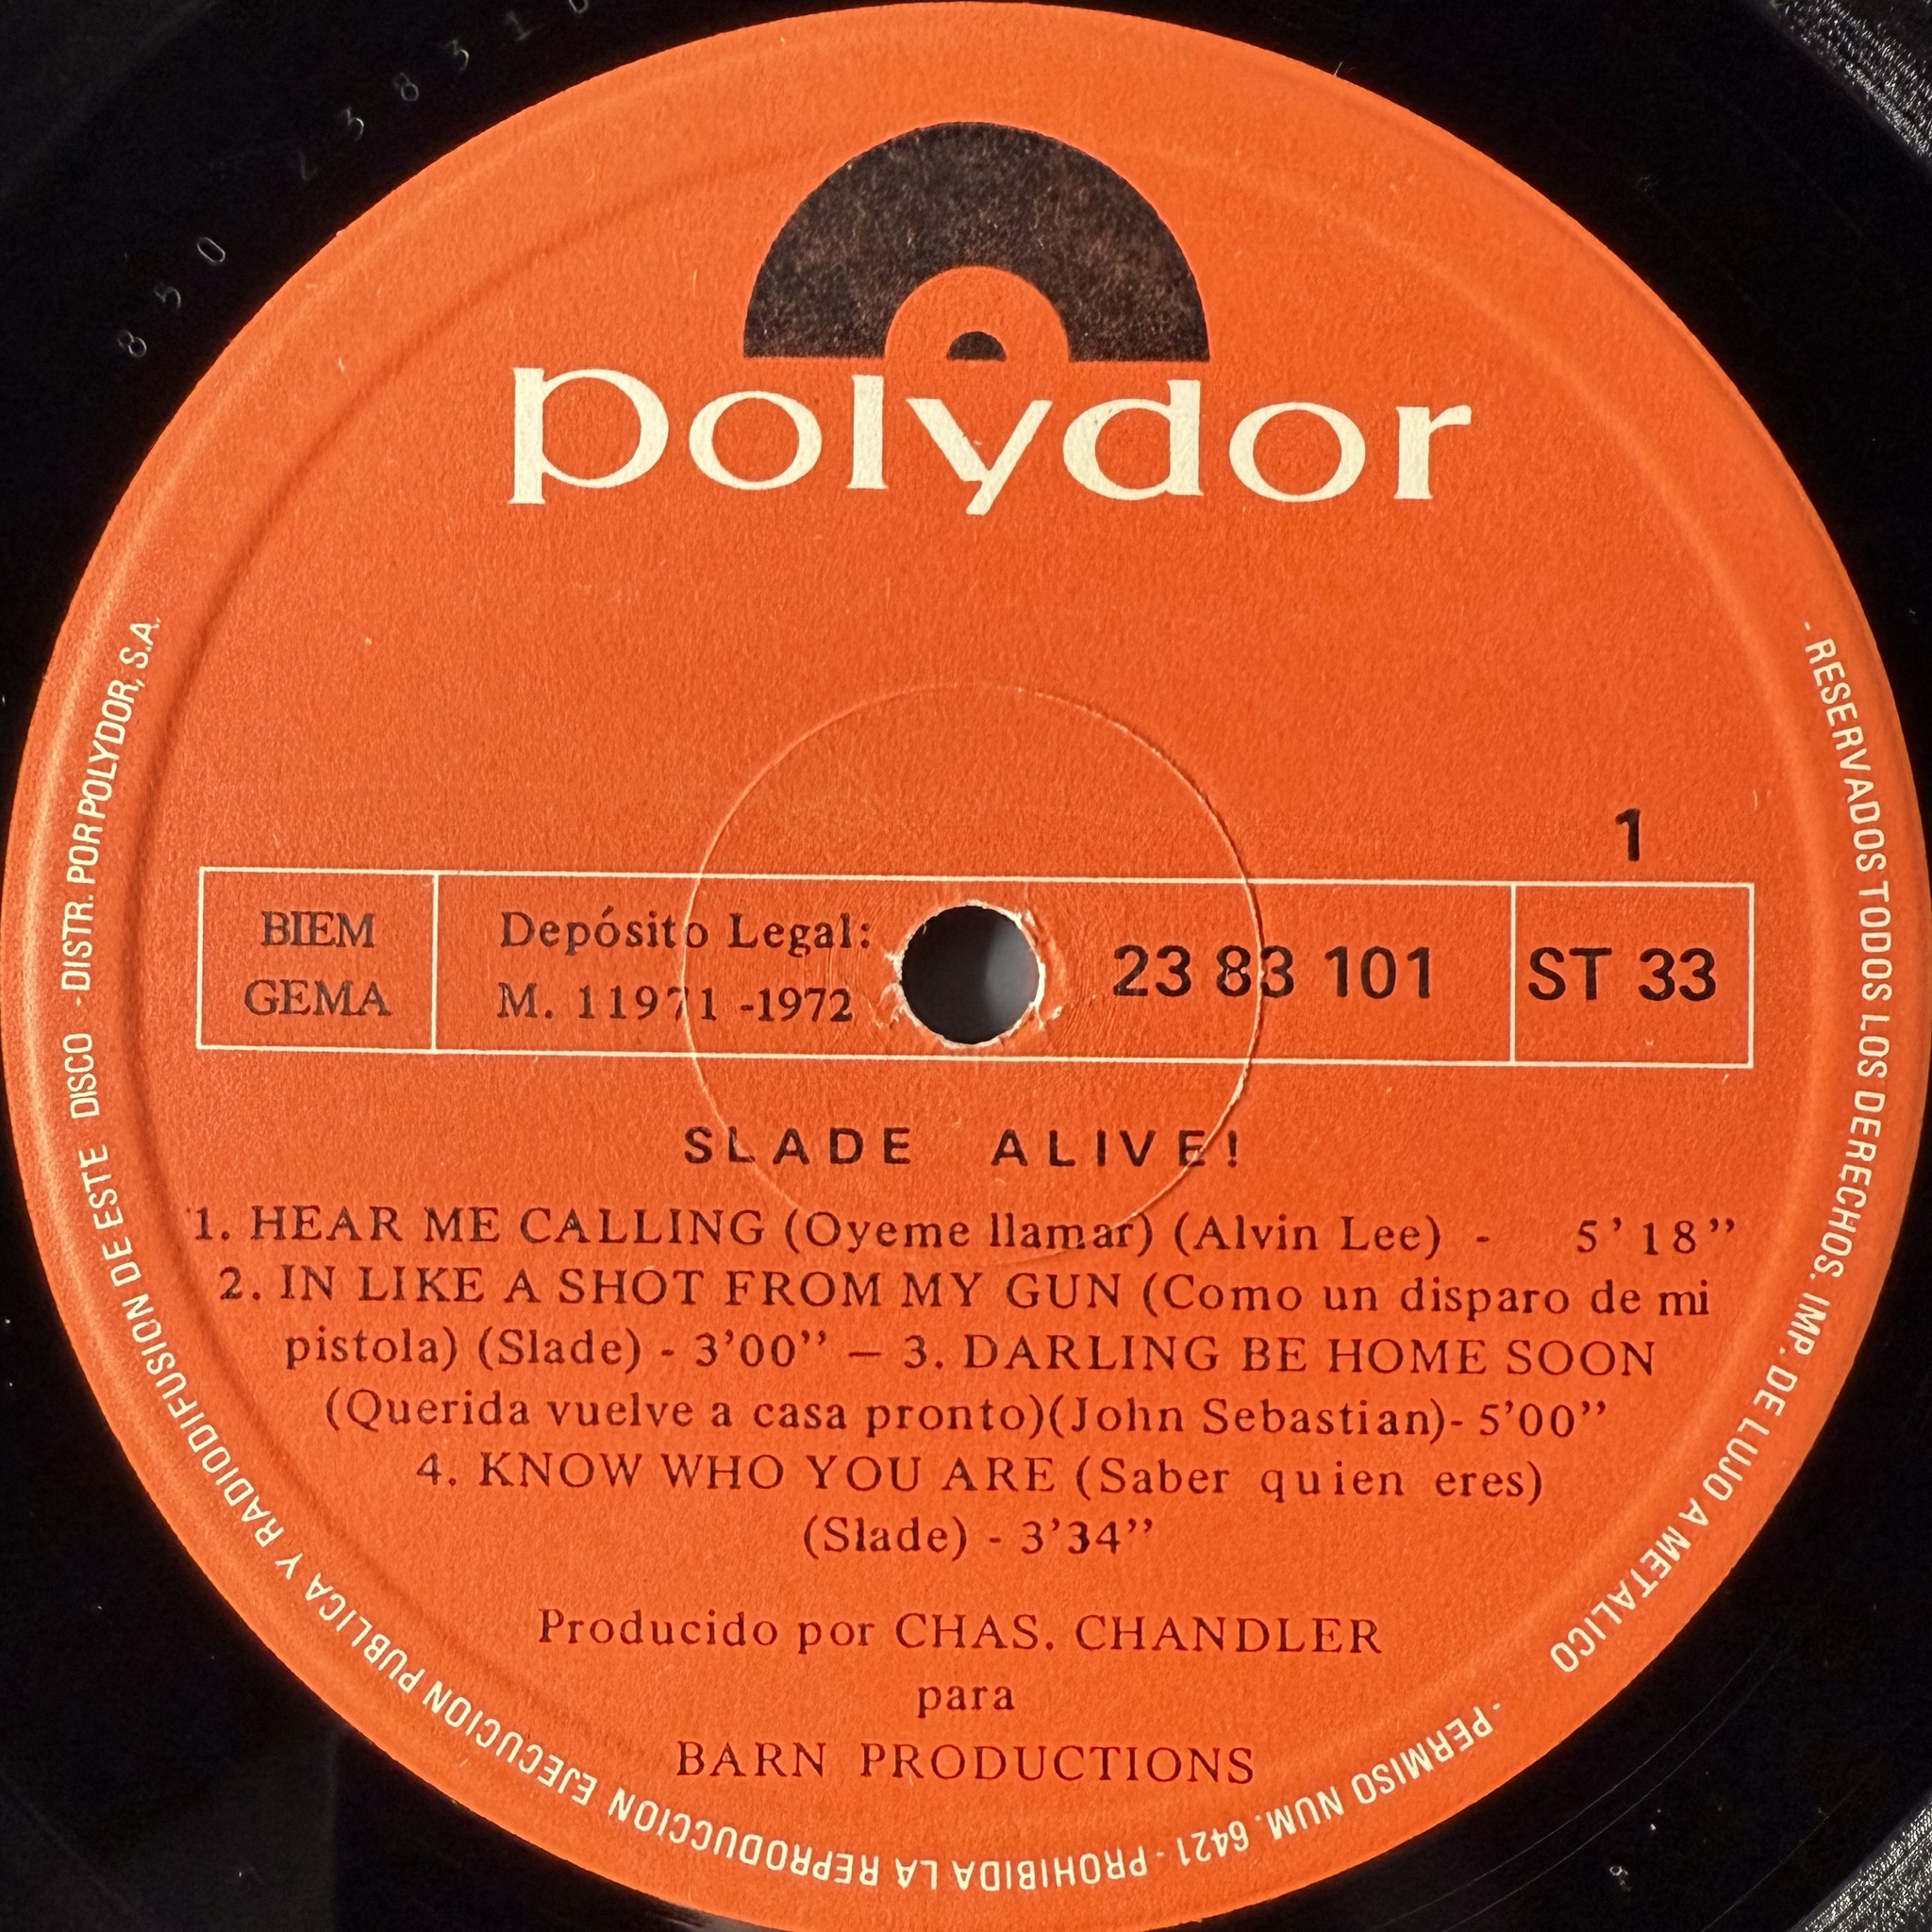 850 2383101
polydor
1
BIEM
GEMA
Depósito Legal:
M. 11971 -1972
23 83 101
ST 33
SLADE ALIVE!
1. HEAR ME CALLING (Oyeme llamar) (Alvin Lee) - 5’18”
2. IN LIKE A SHOT FROM MY GUN (Como un disparo de mi
pistola) (Slade) - 3’00” – 3. DARLING BE HOME SOON
(Querida vuelve a casa pronto)(John Sebastian)- 5’00”
4. KNOW WHO YOU ARE (Saber quien eres)
(Slade) - 3’34”
Producido por CHAS. CHANDLER
para
BARN PRODUCTIONS
- RESERVADOS TODOS LOS DERECHOS. IMP. DE LUJO A METALICO - PERMISO NUM. 6421 - PROHIBIDA LA REPRODUCCION EJECUCION PUBLICA Y RADIODIFUSION DE ESTE DISCO - DISTR. POR POLYDOR, S.A.